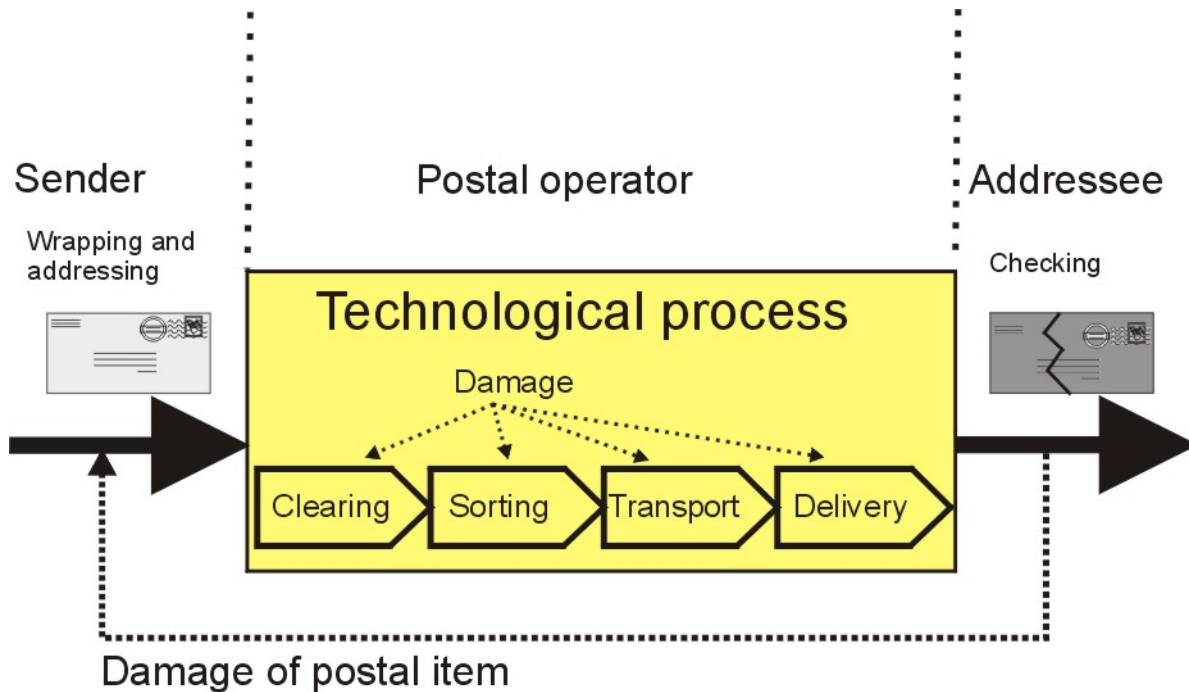 Sender
Postal operator
Addressee
Wrapping and
addressing
Checking
Technological process
Damage
Clearing
Sorting
Transport
Delivery
Damage of postal item